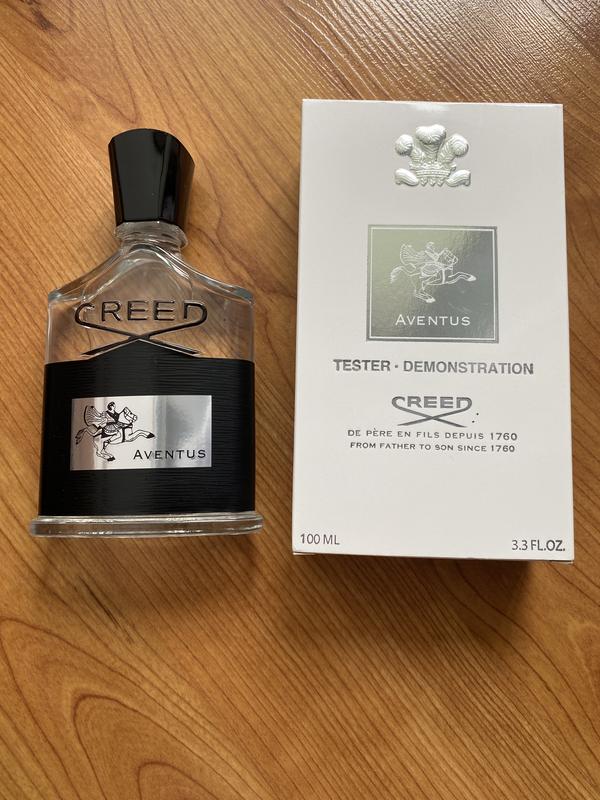 CREED
AVENTUS
AVENTUS
TESTER · DEMONSTRATION
CREED
DE PÈRE EN FILS DEPUIS 1760
FROM FATHER TO SON SINCE 1760
100 ML 3.3 FL.OZ.